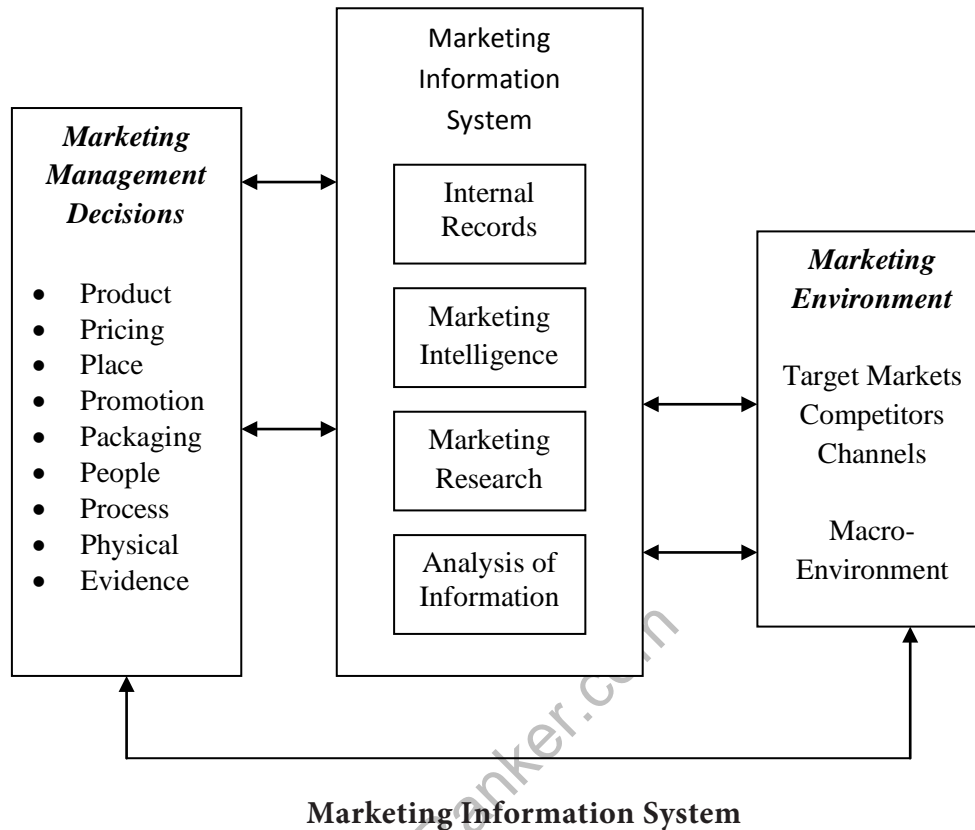 Marketing
Management
Decisions
• Product
• Pricing
• Place
• Promotion
• Packaging
• People
• Process
• Physical
• Evidence
Marketing
Information
System
Internal
Records
Marketing
Intelligence
Marketing
Research
Analysis of
Information
Marketing
Environment
Target Markets
Competitors
Channels
Macro-
Environment
Marketing Information System